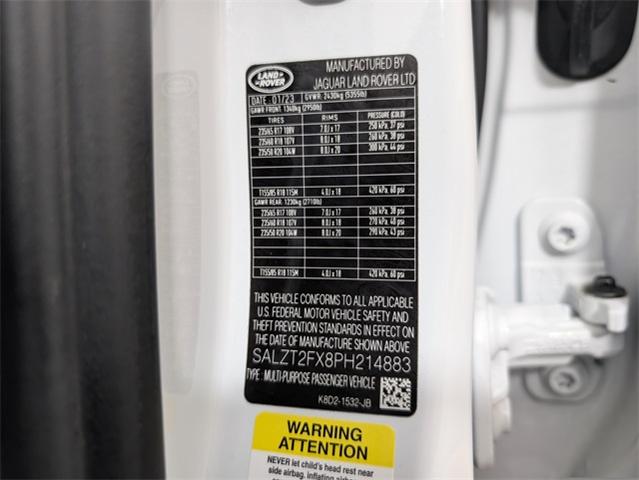 LAND
ROVER
MANUFACTURED BY
JAGUAR LAND ROVER LTD
DATE: 01/23 GVWR: 2430kg (5355lb)
GAWR FRONT: 1340kg (2950lb)
TIRES RIMS PRESSURE (COLD)
235/65 R17 108V 7.0J x 17 250 kPa, 37 psi
235/60 R18 107V 8.0J x 18 260 kPa, 38 psi
235/50 R20 104W 8.0J x 20 300 kPa, 44 psi
T155/85 R18 115M 4.0J x 18 420 kPa, 60 psi
GAWR REAR: 1230kg (2710lb)
235/65 R17 108V 7.0J x 17 260 kPa, 38 psi
235/60 R18 107V 8.0J x 18 270 kPa, 40 psi
235/50 R20 104W 8.0J x 20 290 kPa, 43 psi
T155/85 R18 115M 4.0J x 18 420 kPa, 60 psi
THIS VEHICLE CONFORMS TO ALL APPLICABLE
U.S. FEDERAL MOTOR VEHICLE SAFETY AND
THEFT PREVENTION STANDARDS IN EFFECT ON
THE DATE OF MANUFACTURE SHOWN ABOVE
SALZT2FX8PH214883
TYPE: MULTI-PURPOSE PASSENGER VEHICLE
K8D2-1532-JB
WARNING
ATTENTION
NEVER let child's head rest near
side airbag, inflating airbag